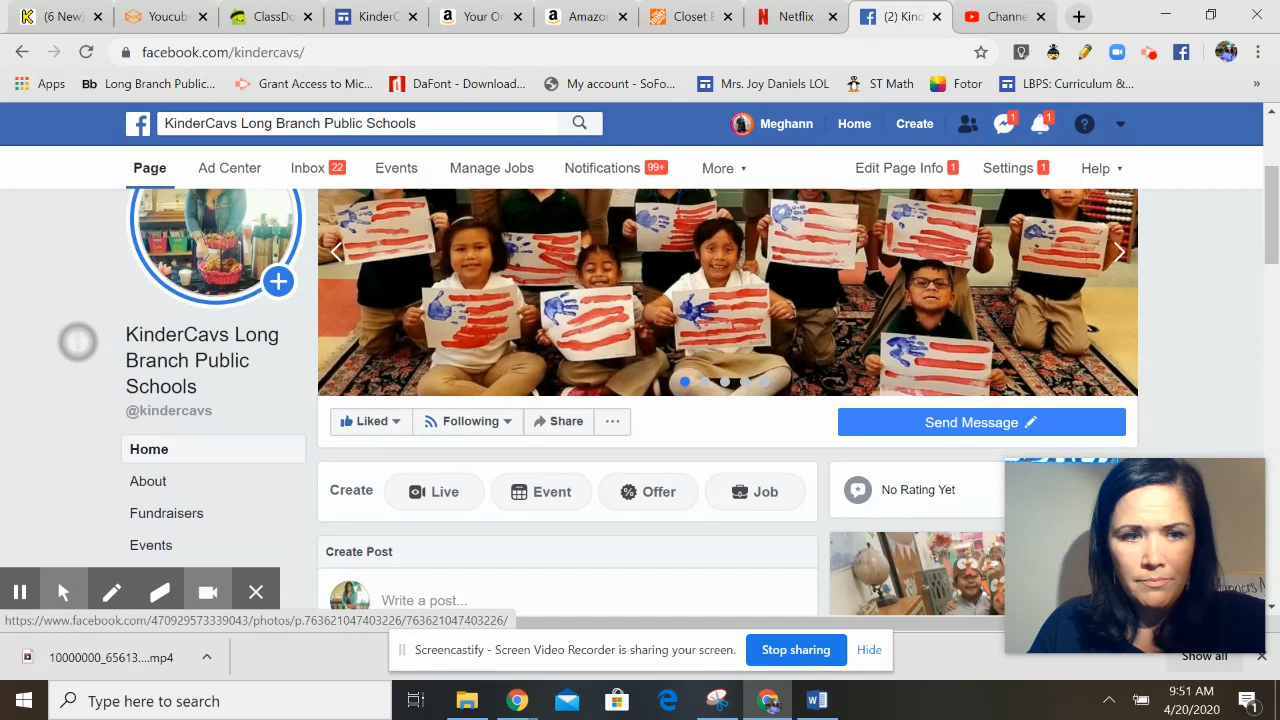 (6 New)
Youcub
ClassDo
KinderC
Your O
Amazon
Closet D
Netflix
(2) Kind
Channe
facebook.com/kindercavs/
Apps
Bb Long Branch Public...
Grant Access to Mic...
DaFont - Download...
My account - SoFo...
Mrs. Joy Daniels LOL
ST Math
Fotor
LBPS: Curriculum &...
»
KinderCavs Long Branch Public Schools
Meghann
Home
Create
1
1
Page
Ad Center
Inbox 22
Events
Manage Jobs
Notifications 99+
More
Edit Page Info 1
Settings 1
Help
KinderCavs Long
Branch Public
Schools
@kindercavs
Liked
Following
Share
...
Send Message
Home
About
Fundraisers
Events
Create
Live
Event
Offer
Job
No Rating Yet
Create Post
Write a post...
https://www.facebook.com/470929573339043/photos/p.763621047403226/763621047403226/
10000000_65613....mp4
Screencastify - Screen Video Recorder is sharing your screen.
Stop sharing
Hide
Show all
Type here to search
9:51 AM
4/20/2020
1